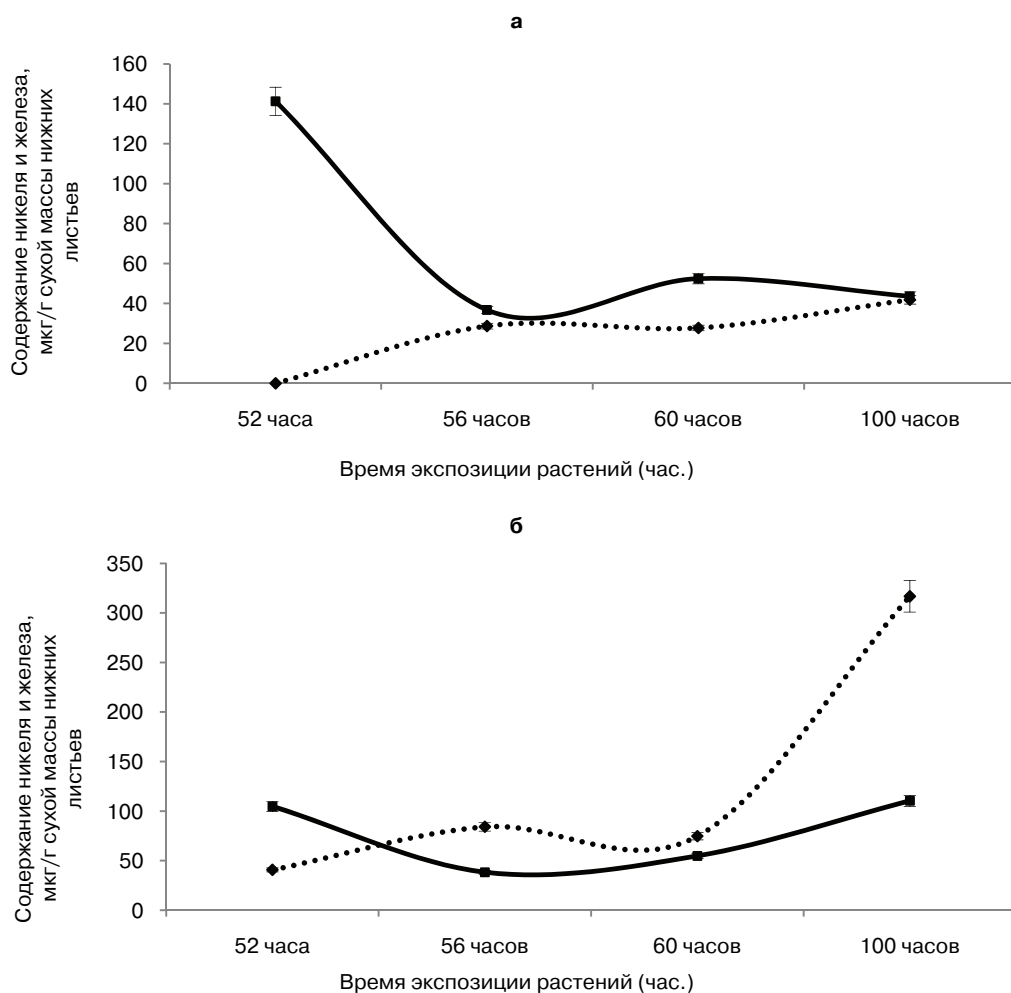 а
Содержание никеля и железа,
мкг/г сухой массы нижних
листьев
160
140
120
100
80
60
40
20
0
52 часа 56 часов 60 часов 100 часов
Время экспозиции растений (час.)
б
Содержание никеля и железа,
мкг/г сухой массы нижних
листьев
350
300
250
200
150
100
50
0
52 часа 56 часов 60 часов 100 часов
Время экспозиции растений (час.)